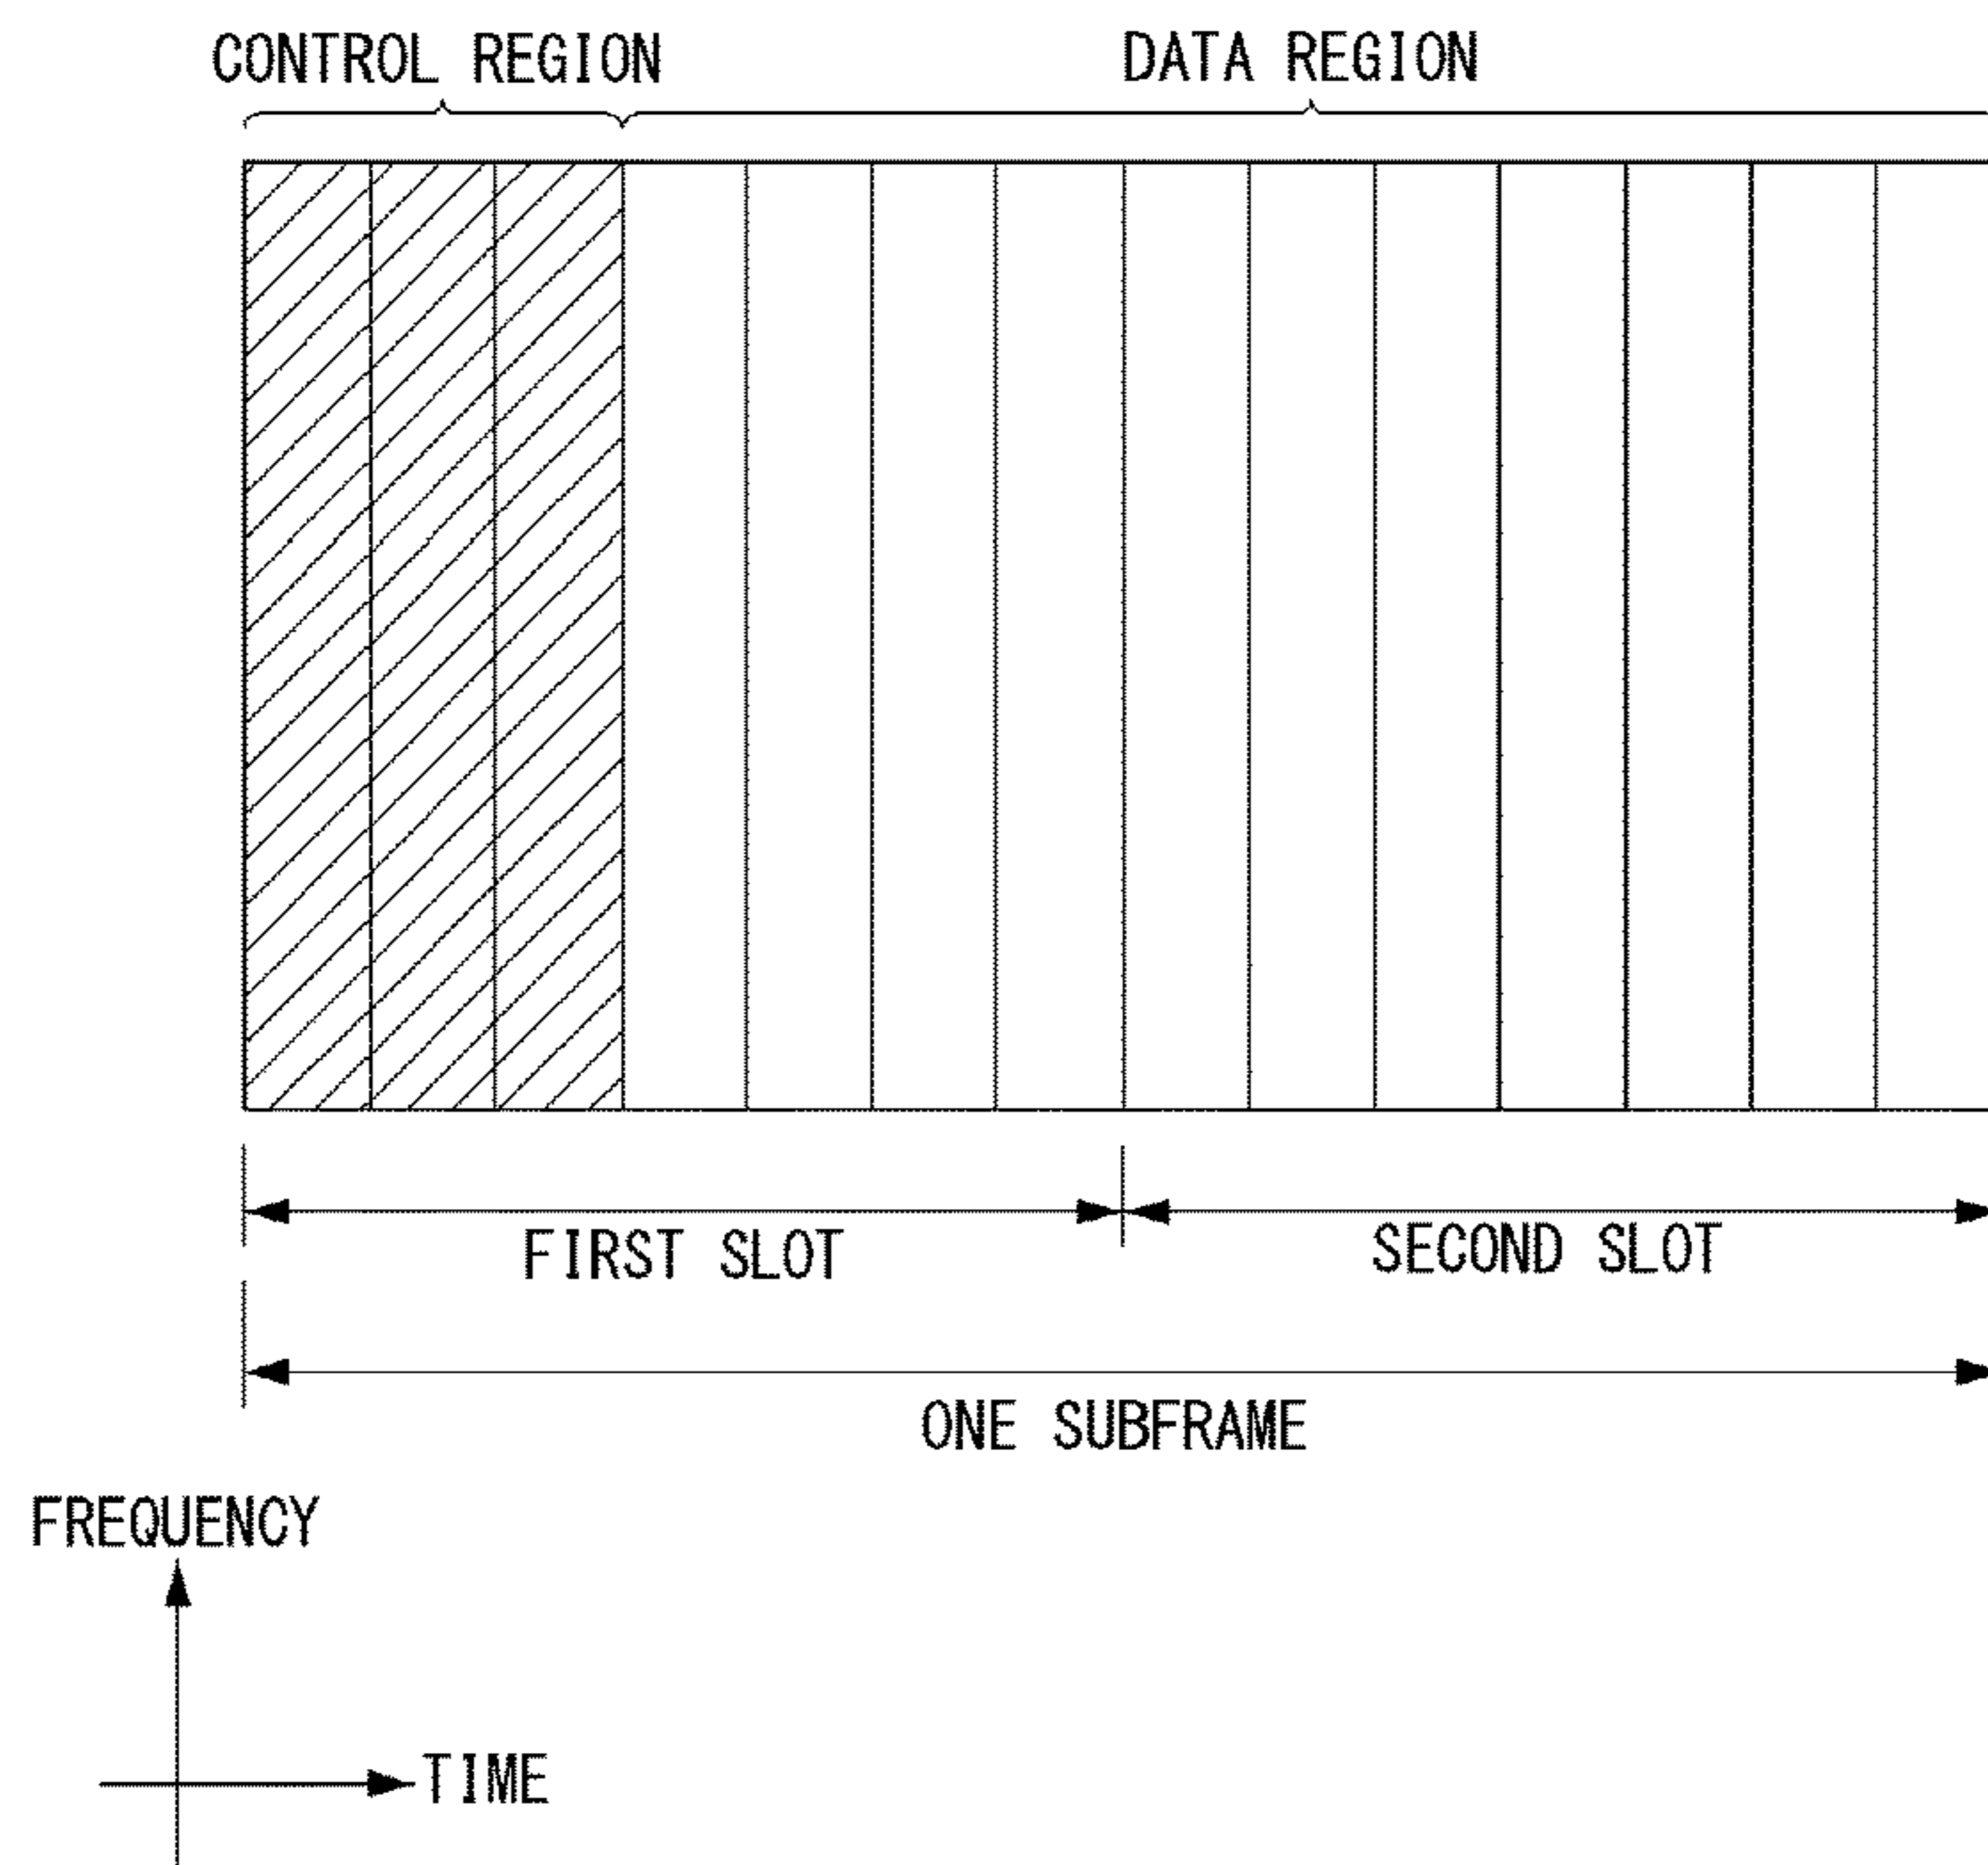 CONTROL REGION
DATA REGION
FIRST SLOT
SECOND SLOT
ONE SUBFRAME
FREQUENCY
TIME